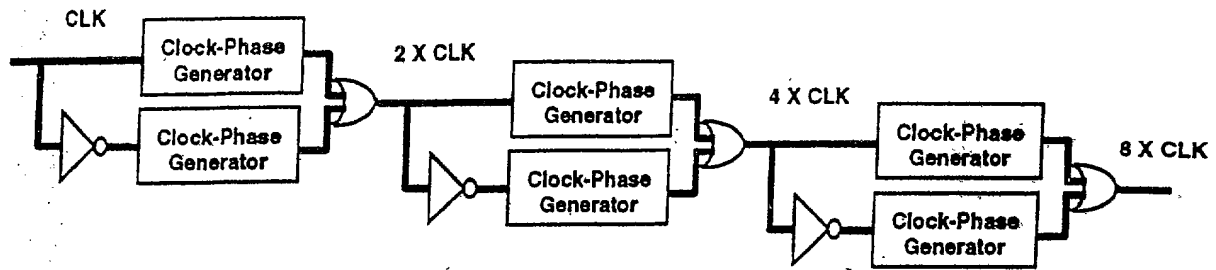 CLK
Clock-Phase
Generator
Clock-Phase
Generator
2 X CLK
Clock-Phase
Generator
Clock-Phase
Generator
4 X CLK
Clock-Phase
Generator
Clock-Phase
Generator
8 X CLK